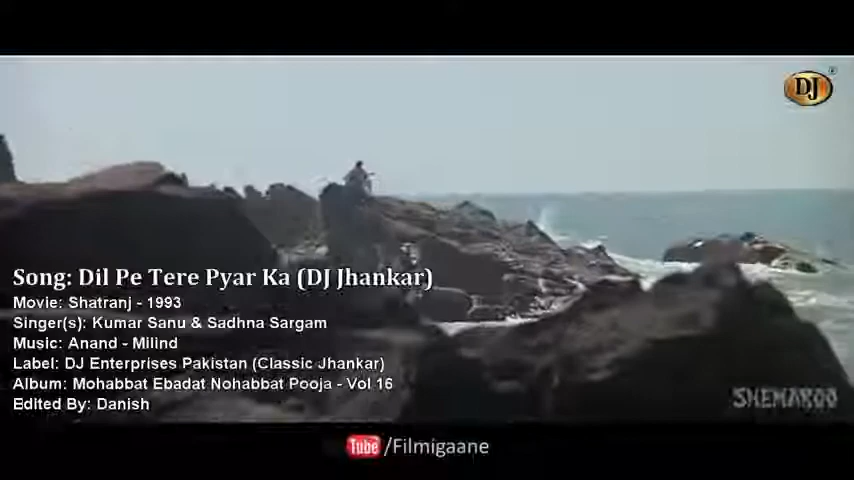 DJ
Song: Dil Pe Tere Pyar Ka (DJ Jhankar)
Movie: Shatranj - 1993
Singer(s): Kumar Sanu & Sadhna Sargam
Music: Anand - Milind
Label: DJ Enterprises Pakistan (Classic Jhankar)
Album: Mohabbat Ebadat Nohabbat Pooja - Vol 16
Edited By: Danish
SHEMAROO
Tube /Filmigaane